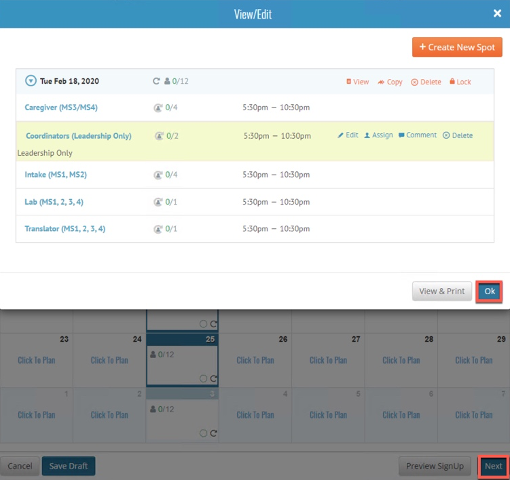 View/Edit ×
+ Create New Spot
Tue Feb 18, 2020 0/12 View Copy Delete Lock
Caregiver (MS3/MS4) 0/4 5:30pm — 10:30pm
Coordinators (Leadership Only) 0/2 5:30pm — 10:30pm Edit Assign Comment Delete
Leadership Only
Intake (MS1, MS2) 0/4 5:30pm — 10:30pm
Lab (MS1, 2, 3, 4) 0/1 5:30pm — 10:30pm
Translator (MS1, 2, 3, 4) 0/1 5:30pm — 10:30pm
View & Print Ok
23 24 25 26 27 28 29
Click To Plan Click To Plan 0/12 Click To Plan Click To Plan Click To Plan Click To Plan
1 2 3 4 5 6 7
Click To Plan Click To Plan 0/12 Click To Plan Click To Plan Click To Plan Click To Plan
Cancel Save Draft Preview SignUp Next